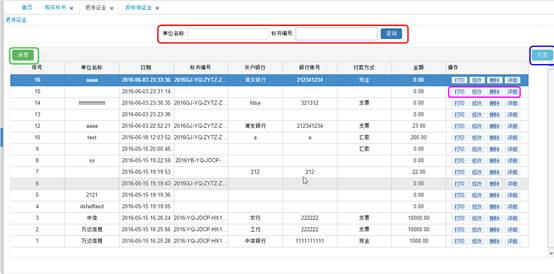 首页 购买标书 退保证金 投标保证金
退保证金
单位名称 标书编号 查询
序号 单位名称 日期 标书编号 开户银行 银行账号 付款方式 金额 操作
16 aaaa 2016-06-03 23:33:36 2016GJ-YQ-ZYTZ-Z... 浦发银行 212341234 现金 0.00 打印 修改 删除 详细
15 2016-06-03 23:31:14 0.00 打印 修改 删除 详细
14 2016-06-03 23:30:35 2016GJ-YQ-ZYTZ-Z... fdsa 321312 支票 0.00 打印 修改 删除 详细
13 2016-06-03 23:30:36 0.00 打印 修改 删除 详细
12 aaaa 2016-06-03 22:52:21 2016GJ-YQ-ZYTZ-Z... 浦发银行 212341234 支票 23.00 打印 修改 删除 详细
10 test 2016-05-18 12:03:52 2016GJ-YQ-ZYTZ-Z... a a 汇款 200.00 打印 修改 删除 详细
9 2016-05-15 20:00:45 汇款 0.00 打印 修改 删除 详细
8 ss 2016-05-15 19:22:59 2016YB-YQ-JDCP-... 0.00 打印 修改 删除 详细
7 2016-05-15 19:19:53 212 212 22.00 打印 修改 删除 详细
6 2016-05-15 19:19:43 2016GJ-YQ-ZYTZ-Z... 0.00 打印 修改 删除 详细
5 2121 2016-05-15 19:19:36 0.00 打印 修改 删除 详细
4 dsfadfasd 2016-05-15 19:19:05 0.00 打印 修改 删除 详细
3 中信 2016-05-15 16:26:24 2016-YQ-JDCP-HX1... 农行 222222 支票 10000.00 打印 修改 删除 详细
2 万达信息 2016-05-15 16:25:56 2016-YQ-JDCP-HX1... 工行 222222 支票 10000.00 打印 修改 删除 详细
1 万达信息 2016-05-15 16:25:28 2016-YQ-JDCP-HX1... 中信银行 1111111111 现金 1000.00 打印 修改 删除 详细